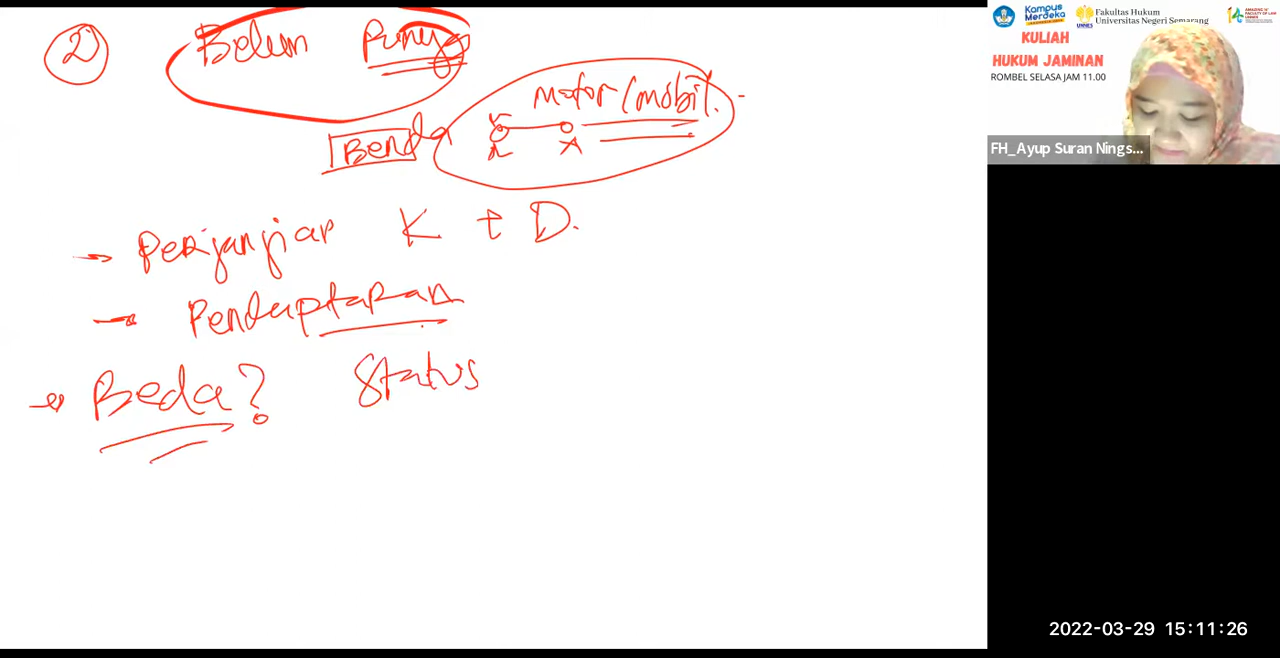 2
Belum Punya
Benda
motor/mobil.
Perjanjian K + D.
Pendaptaran
Beda? Status
Kampus
Merdeka
Fakultas Hukum
Universitas Negeri Semarang
KULIAH
HUKUM JAMINAN
ROMBEL SELASA JAM 11.00
FH_Ayup Suran Nings...
2022-03-29 15:11:26